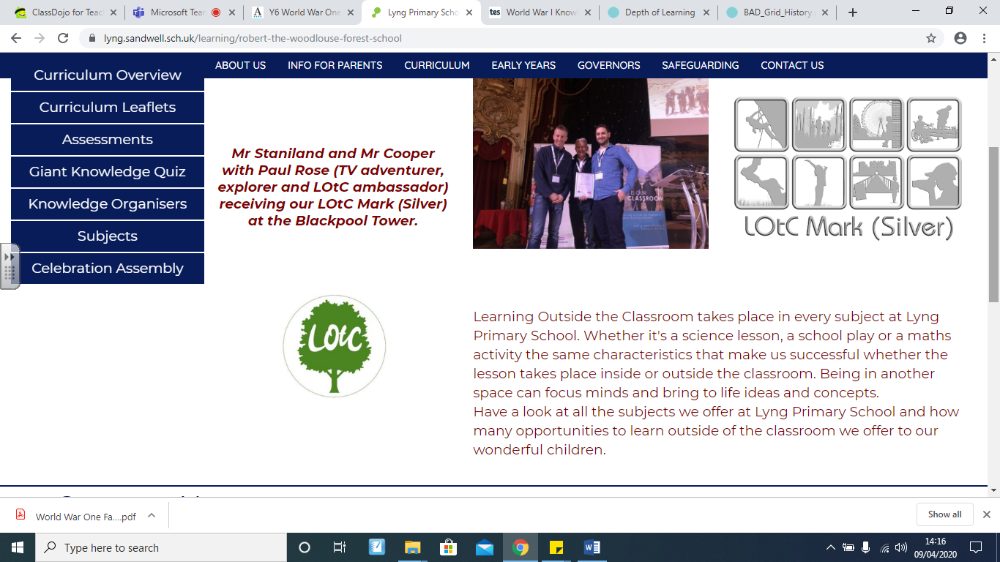 ClassDojo for Teac
Microsoft Tear
Y6 World War One
Lyng Primary Scho
World War I Knowl
Depth of Learning
BAD_Grid_History.
lyng.sandwell.sch.uk/learning/robert-the-woodlouse-forest-school
ABOUT US
INFO FOR PARENTS
CURRICULUM
EARLY YEARS
GOVERNORS
SAFEGUARDING
CONTACT US
Curriculum Overview
Curriculum Leaflets
Assessments
Giant Knowledge Quiz
Knowledge Organisers
Subjects
Celebration Assembly
Mr Staniland and Mr Cooper
with Paul Rose (TV adventurer,
explorer and LOtC ambassador)
receiving our LOtC Mark (Silver)
at the Blackpool Tower.
IS OUR
CLASSROOM
LOtC Mark (Silver)
LOtC
Learning Outside the Classroom takes place in every subject at Lyng
Primary School. Whether it's a science lesson, a school play or a maths
activity the same characteristics that make us successful whether the
lesson takes place inside or outside the classroom. Being in another
space can focus minds and bring to life ideas and concepts.
Have a look at all the subjects we offer at Lyng Primary School and how
many opportunities to learn outside of the classroom we offer to our
wonderful children.
World War One Fa....pdf
Show all
Type here to search
14:16
09/04/2020